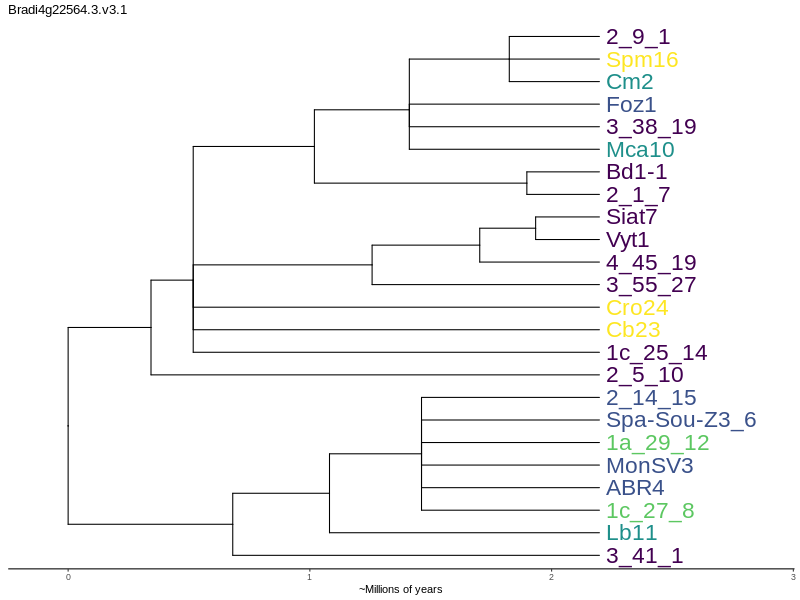 Bradi4g22564.3.v3.1
2_9_1
Spm16
Cm2
Foz1
3_38_19
Mca10
Bd1-1
2_1_7
Siat7
Vyt1
4_45_19
3_55_27
Cro24
Cb23
1c_25_14
2_5_10
2_14_15
Spa-Sou-Z3_6
1a_29_12
MonSV3
ABR4
1c_27_8
Lb11
3_41_1
0 1 2 3
~Millions of years